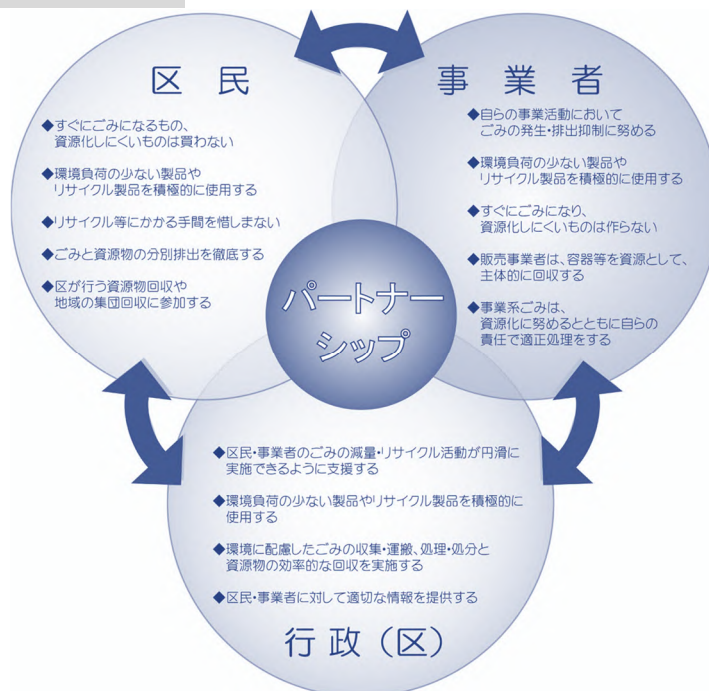 区民
◆すぐにごみになるもの、
資源化しにくいものは買わない
◆環境負荷の少ない製品や
リサイクル製品を積極的に使用する
◆リサイクル等にかかる手間を惜しまない
◆ごみと資源物の分別排出を徹底する
◆区が行う資源物回収や
地域の集団回収に参加する
事業者
◆自らの事業活動において
ごみの発生・排出抑制に努める
◆環境負荷の少ない製品や
リサイクル製品を積極的に使用する
◆すぐにごみになり、
資源化しにくいものは作らない
◆販売事業者は、容器等を資源として、
主体的に回収する
◆事業系ごみは、
資源化に努めるとともに自らの
責任で適正処理をする
パートナー
シップ
◆区民・事業者のごみの減量・リサイクル活動が円滑に
実施できるように支援する
◆環境負荷の少ない製品やリサイクル製品を積極的に
使用する
◆環境に配慮したごみの収集・運搬、処理・処分と
資源物の効率的な回収を実施する
◆区民・事業者に対して適切な情報を提供する
行政（区）